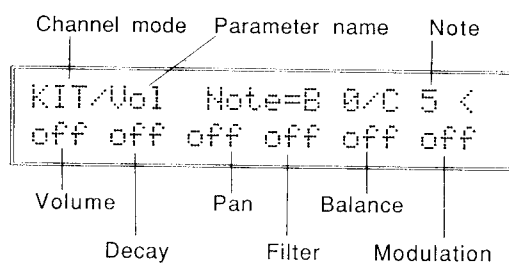 Channel mode Parameter name Note
KIT/Vol Note=B 0/C 5 <
off off off off off off
Volume Pan Balance
Decay Filter Modulation